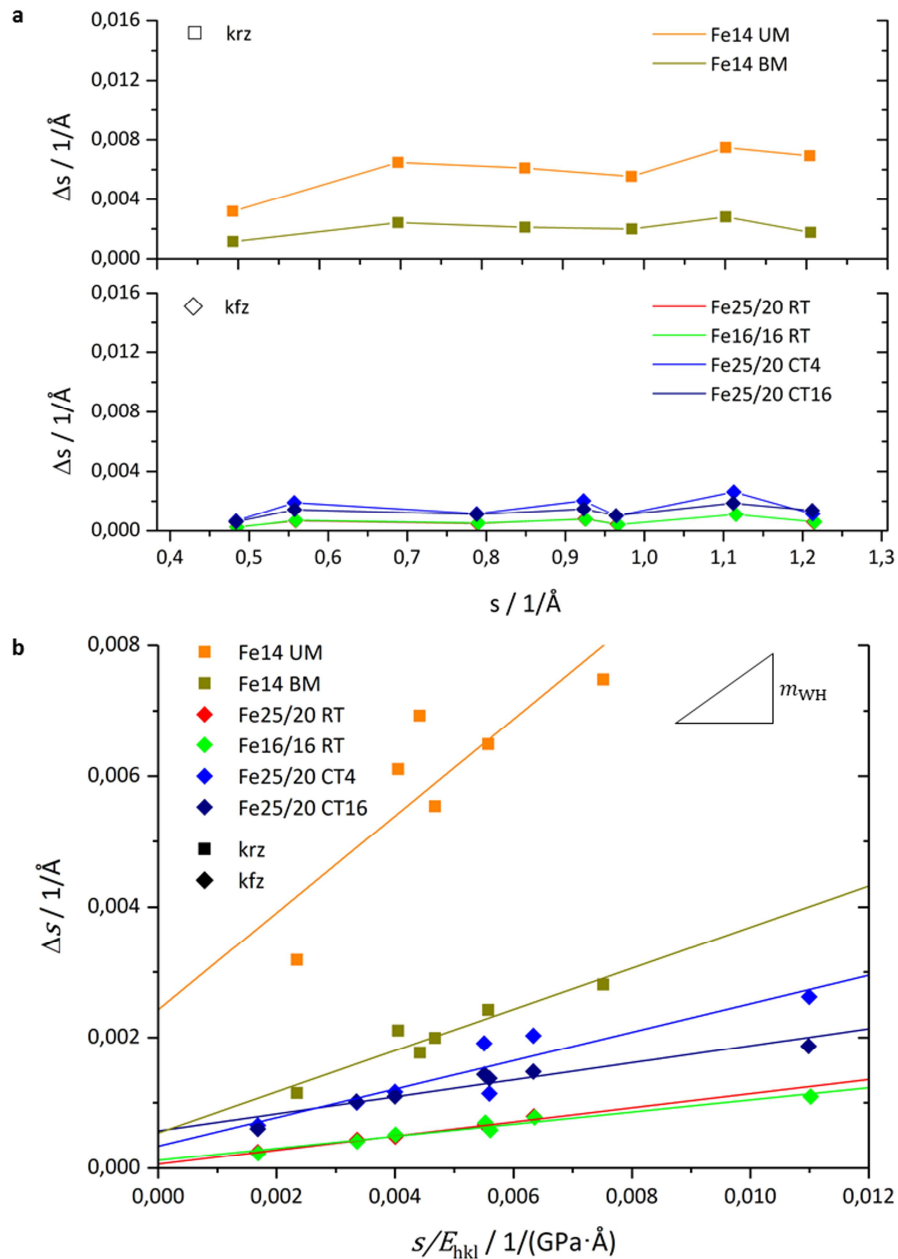 a
0,016
0,012
0,008
0,004
0,000
Δs / 1/Å
krz
Fe14 UM
Fe14 BM
0,016
0,012
0,008
0,004
0,000
Δs / 1/Å
kfz
Fe25/20 RT
Fe16/16 RT
Fe25/20 CT4
Fe25/20 CT16
0,4 0,5 0,6 0,7 0,8 0,9 1,0 1,1 1,2 1,3
s / 1/Å
b
0,008
0,006
0,004
0,002
0,000
Δs / 1/Å
Fe14 UM
Fe14 BM
Fe25/20 RT
Fe16/16 RT
Fe25/20 CT4
Fe25/20 CT16
krz
kfz
m_WH
0,000 0,002 0,004 0,006 0,008 0,010 0,012
s/E_hkl / 1/(GPa·Å)